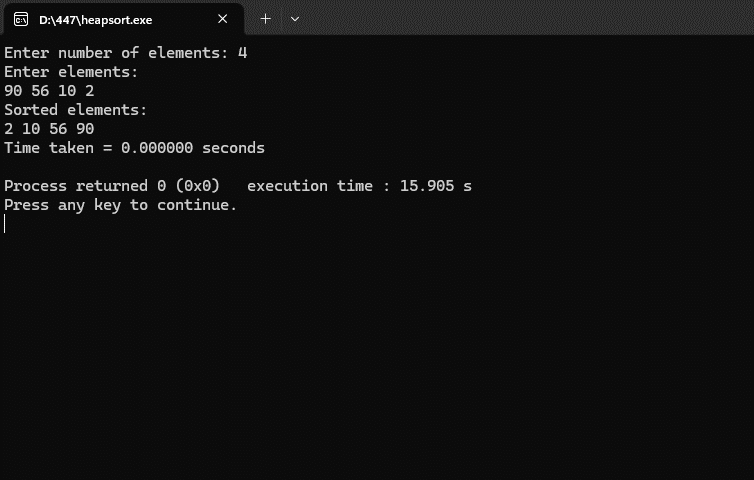 D:\447\heapsort.exe
Enter number of elements: 4
Enter elements:
90 56 10 2
Sorted elements:
2 10 56 90
Time taken = 0.000000 seconds
Process returned 0 (0x0)   execution time : 15.905 s
Press any key to continue.